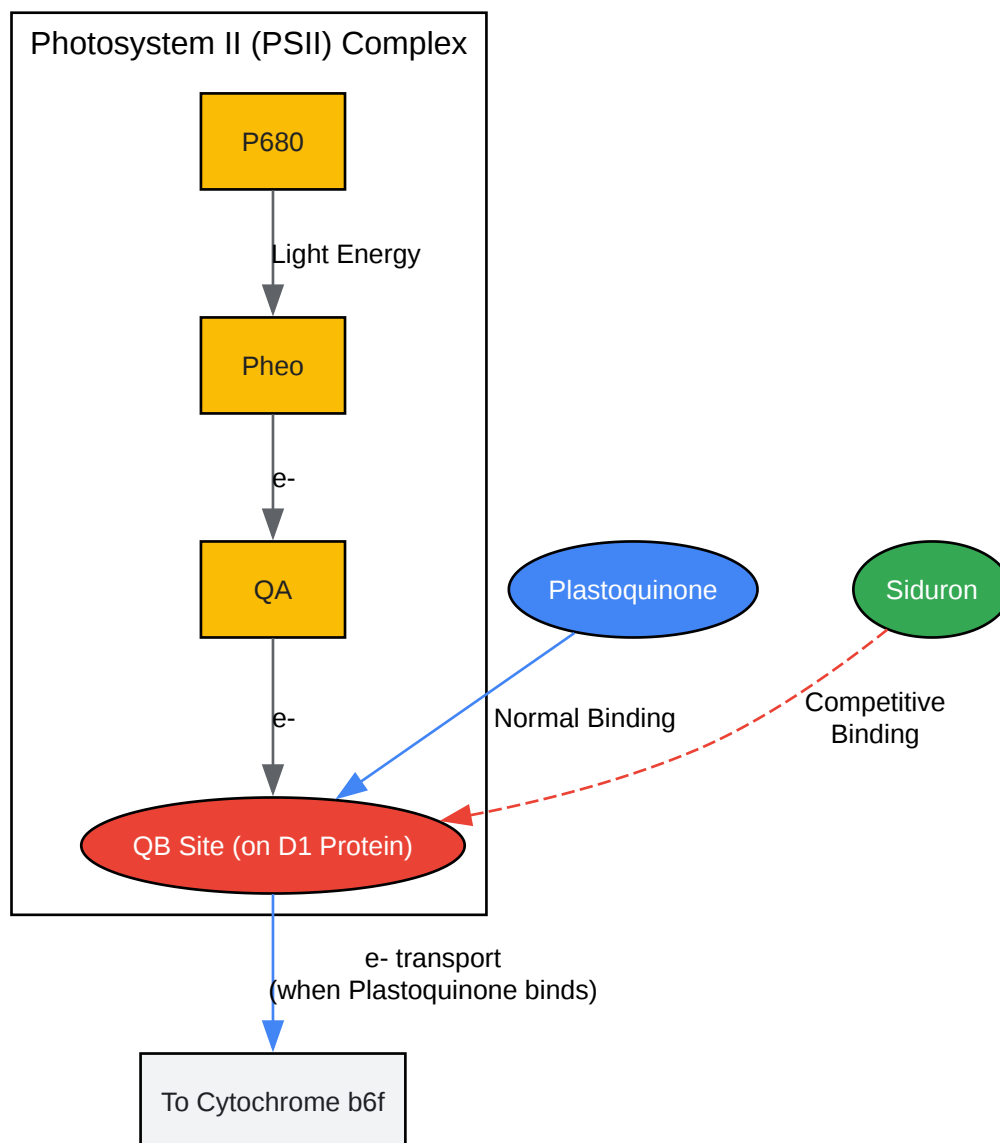 Photosystem II (PSII) Complex
P680
Light Energy
Pheo
e-
QA
Plastoquinone
Siduron
e-
Normal Binding
Competitive
Binding
QB Site (on D1 Protein)
e- transport
(when Plastoquinone binds)
To Cytochrome b6f